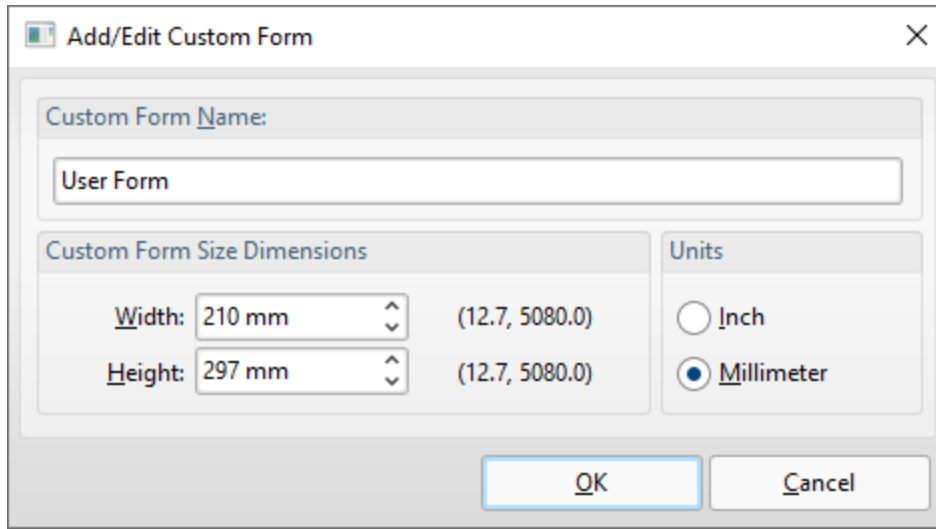 Add/Edit Custom Form
Custom Form Name:
User Form
Custom Form Size Dimensions
Width: 210 mm (12.7, 5080.0)
Height: 297 mm (12.7, 5080.0)
Units
Inch
Millimeter
OK Cancel